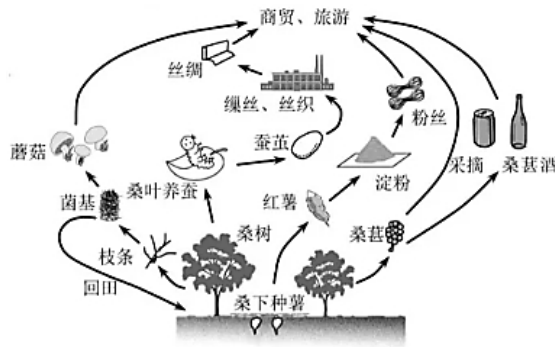 商贸、旅游
丝绸
缫丝、丝织
粉丝
蘑菇
蚕茧
采摘
桑葚酒
桑叶养蚕
淀粉
菌基
红薯
桑树
桑葚
枝条
回田
桑下种薯